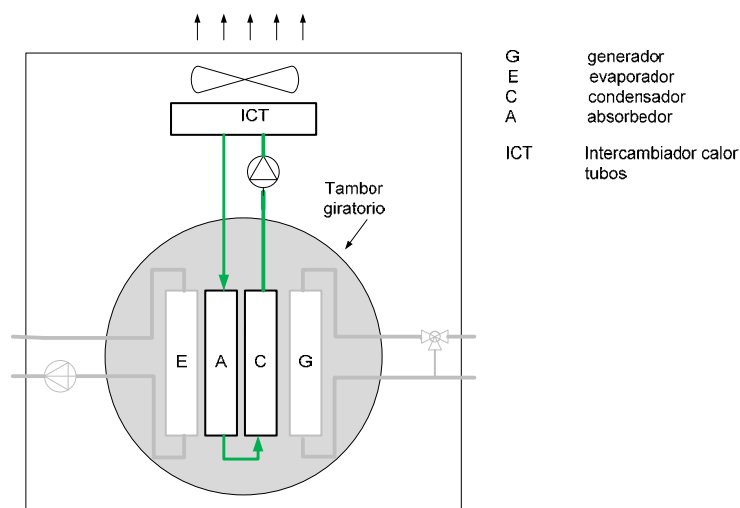 ICT
Tambor
giratorio
E A C G
G generador
E evaporador
C condensador
A absorbedor
ICT Intercambiador calor
tubos